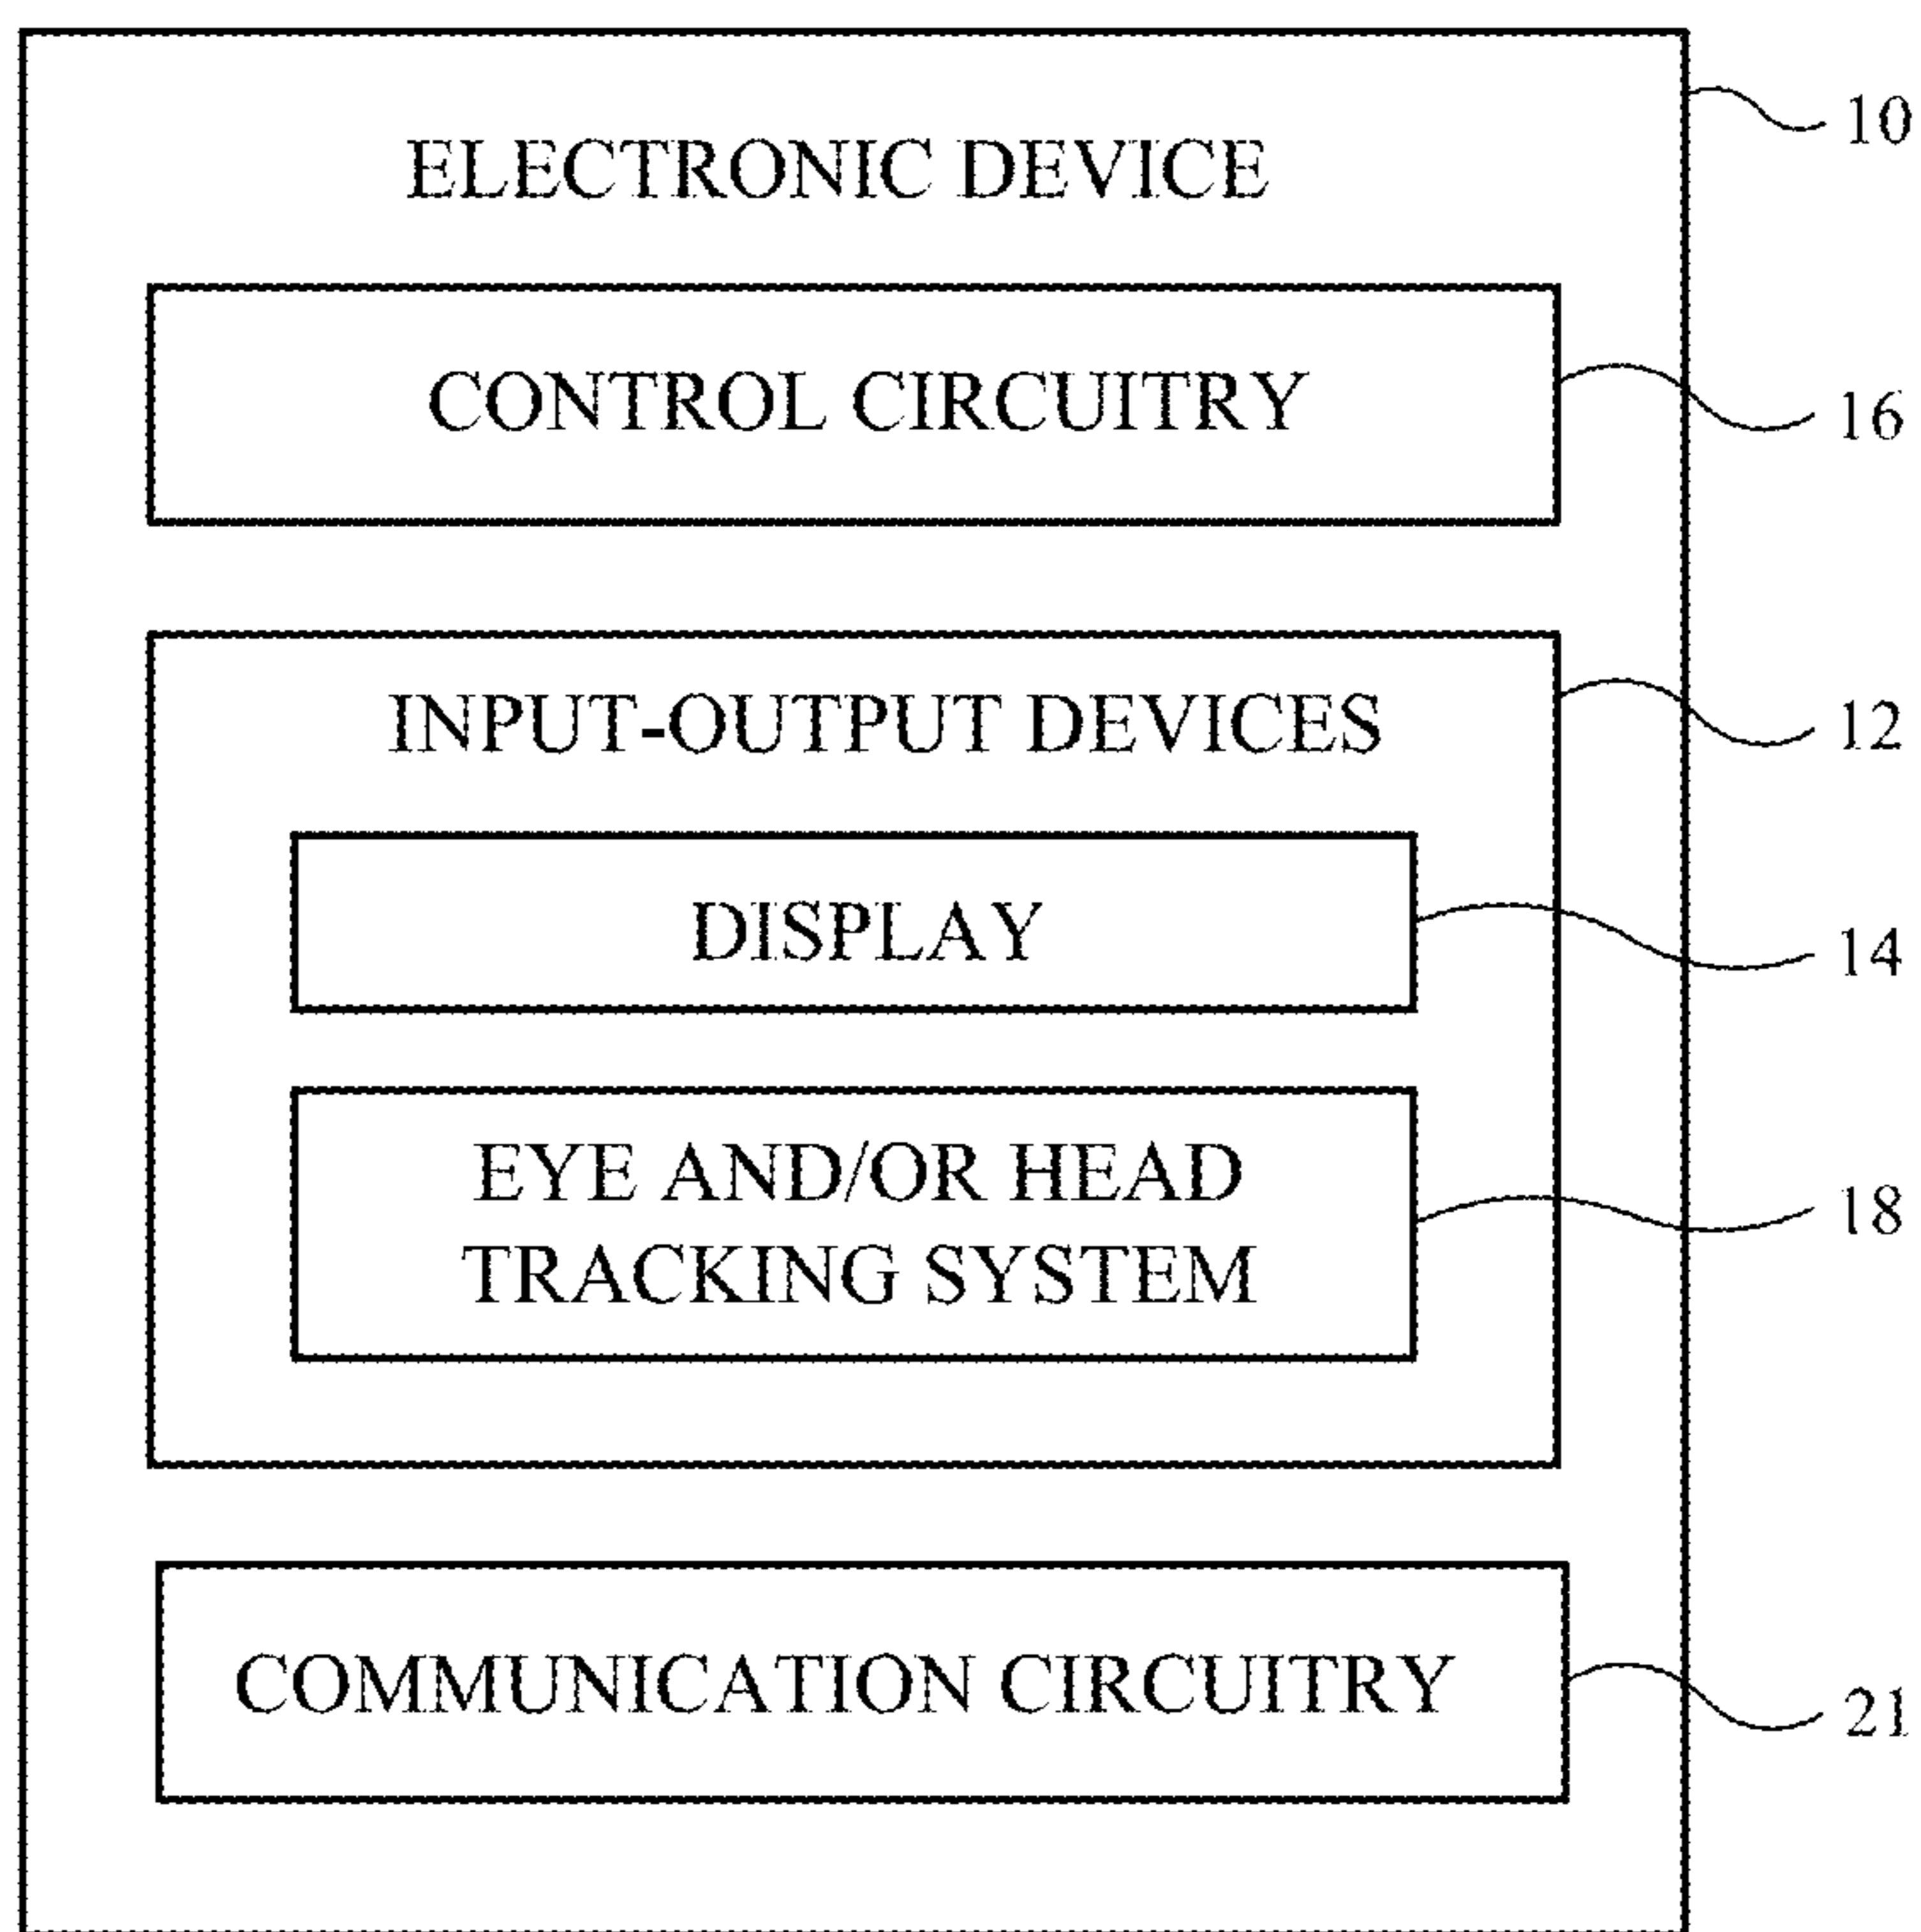 ELECTRONIC DEVICE
10
CONTROL CIRCUITRY
16
INPUT-OUTPUT DEVICES
12
DISPLAY
14
EYE AND/OR HEAD
TRACKING SYSTEM
18
COMMUNICATION CIRCUITRY
21